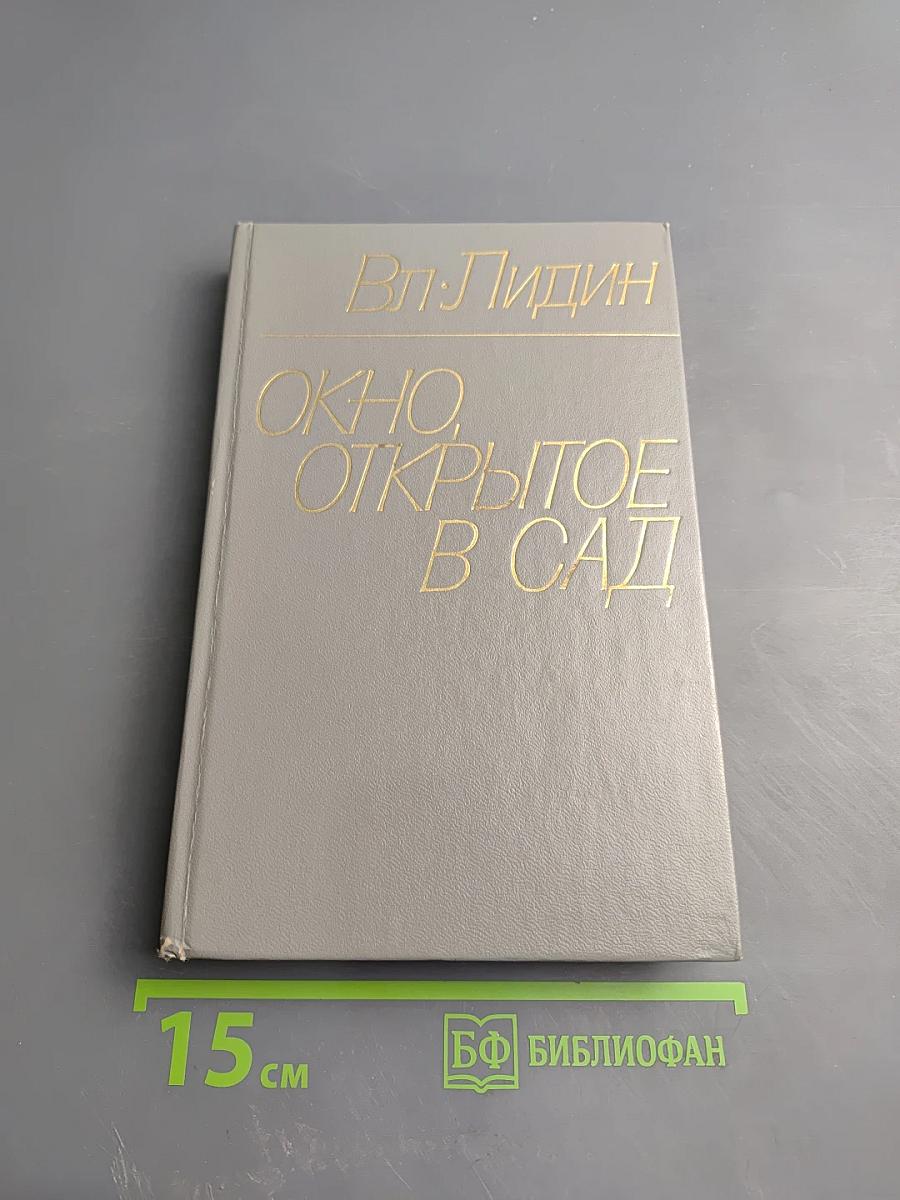 Вл·Лидин
ОКНО,
ОТКРЫТОЕ
В САД
15 см
БФ БИБЛИОФАН